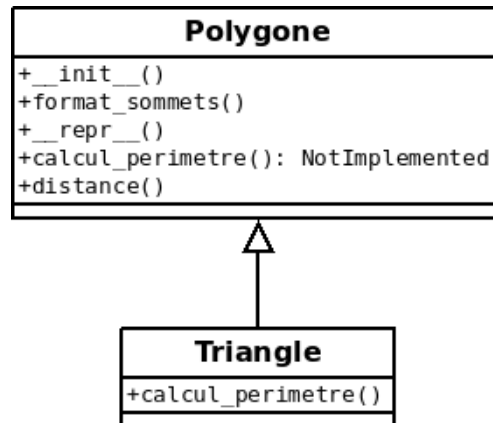 Polygone
+__init__()
+format_sommets()
+__repr__()
+calcul_perimetre(): NotImplemented
+distance()
Triangle
+calcul_perimetre()